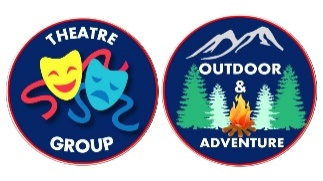 THEATRE
GROUP
OUTDOOR
&
ADVENTURE